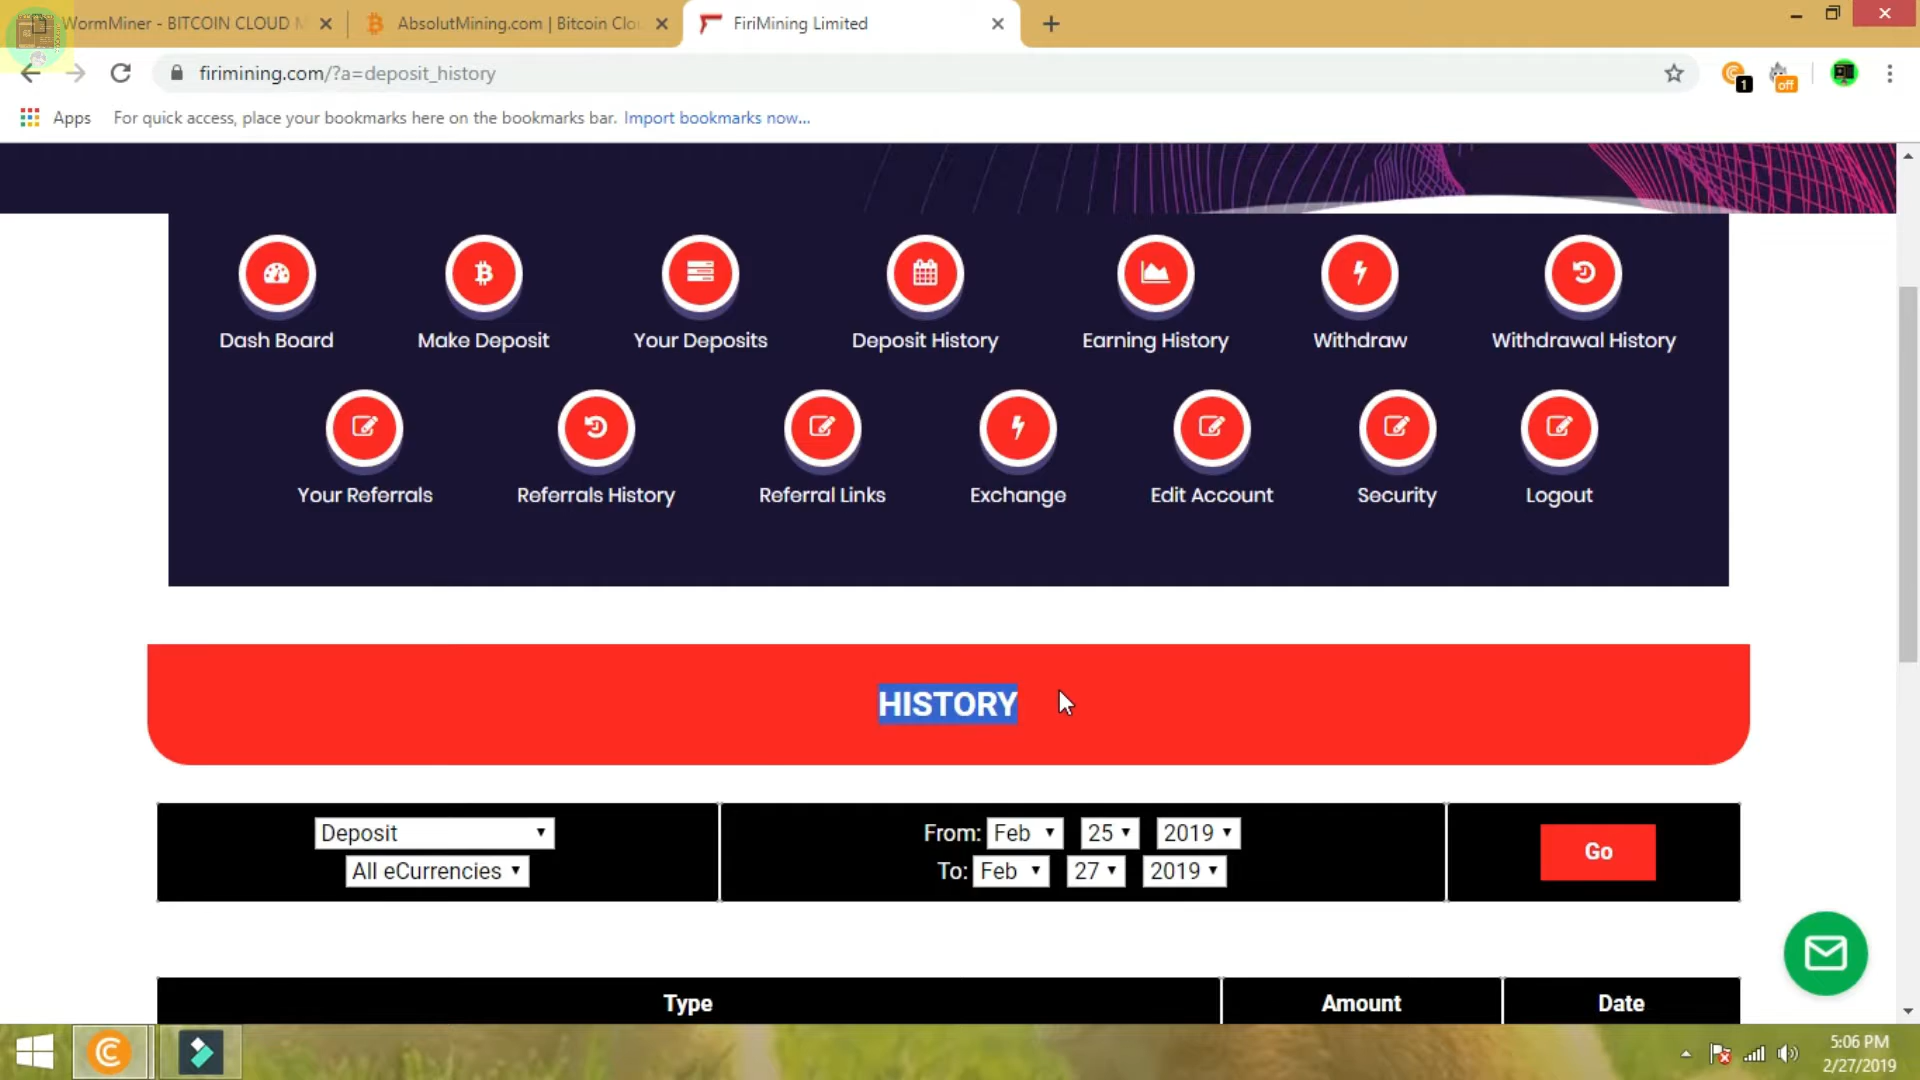 WormMiner - BITCOIN CLOUD M
AbsolutMining.com | Bitcoin Clou
FiriMining Limited
firimining.com/?a=deposit_history
1
off
Apps
For quick access, place your bookmarks here on the bookmarks bar. Import bookmarks now...
Dash Board
Make Deposit
Your Deposits
Deposit History
Earning History
Withdraw
Withdrawal History
Your Referrals
Referrals History
Referral Links
Exchange
Edit Account
Security
Logout
HISTORY
Deposit
All eCurrencies
From: Feb 25 2019
To: Feb 27 2019
Go
Type
Amount
Date
5:06 PM
2/27/2019